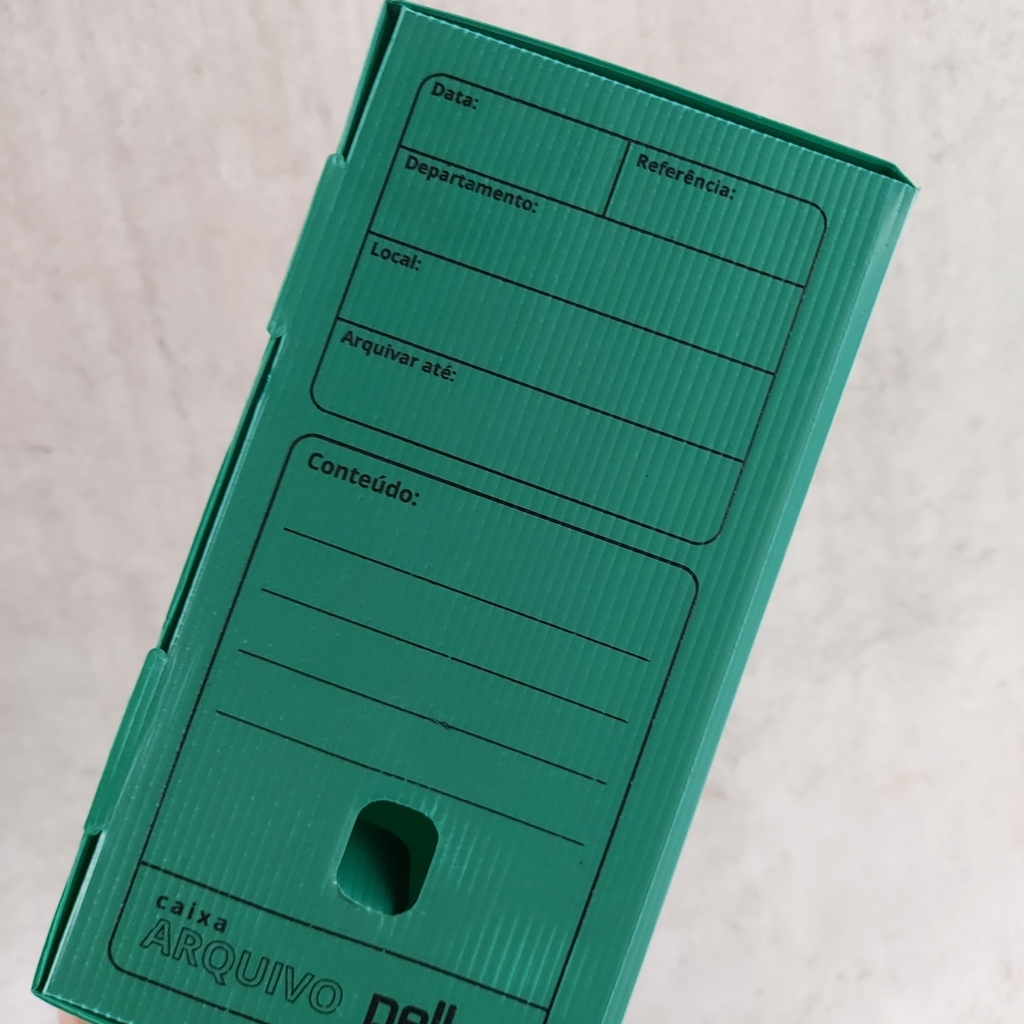 Data:
Referência:
Departamento:
Local:
Arquivar até:
Conteúdo:
caixa
ARQUIVO